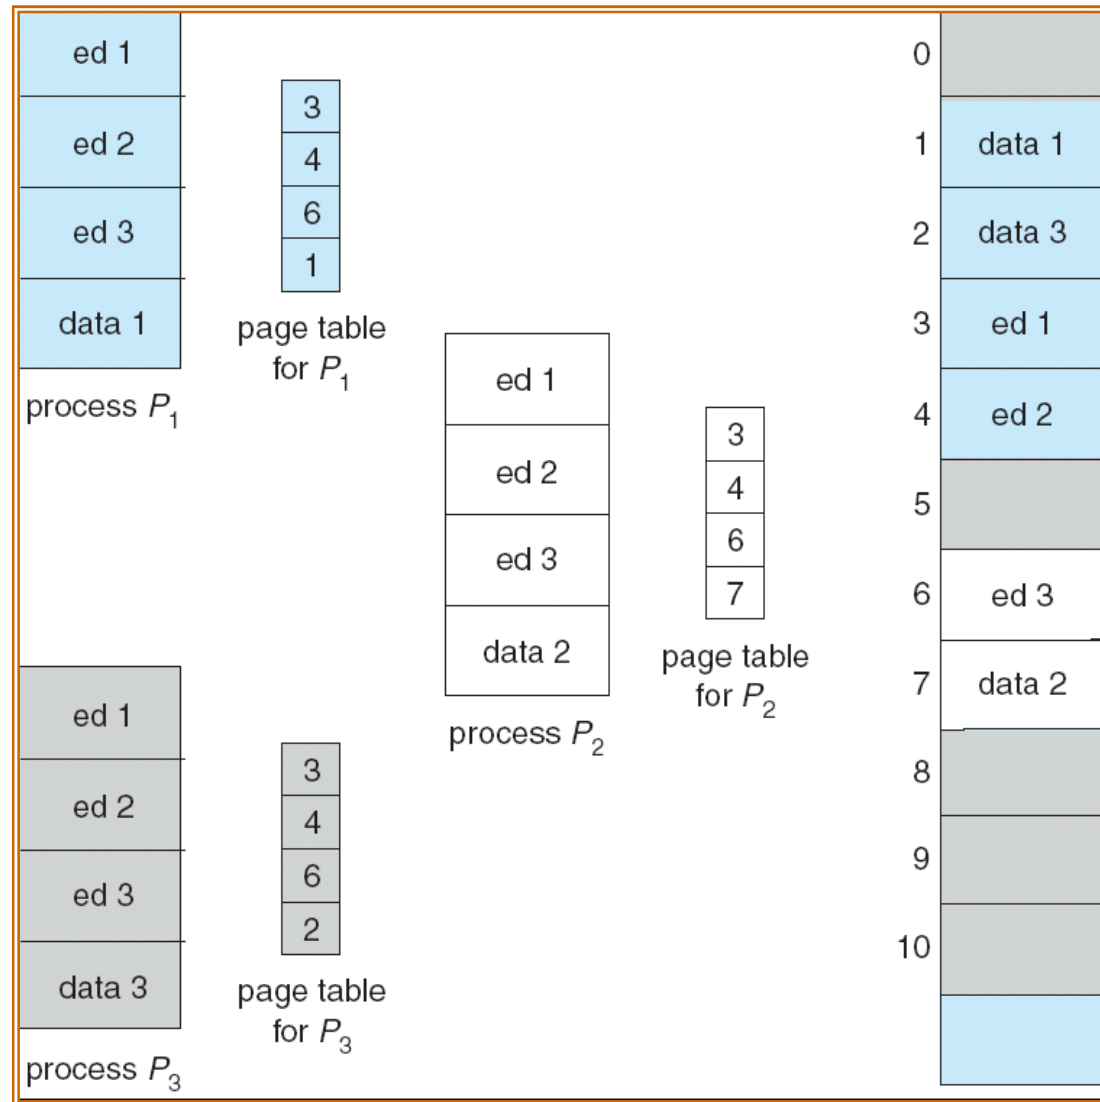 ed 1
ed 2
ed 3
data 1
process P1
3
4
6
1
page table
for P1
ed 1
ed 2
ed 3
data 2
process P2
3
4
6
7
page table
for P2
ed 1
ed 2
ed 3
data 3
process P3
3
4
6
2
page table
for P3
0
1 data 1
2 data 3
3 ed 1
4 ed 2
5
6 ed 3
7 data 2
8
9
10